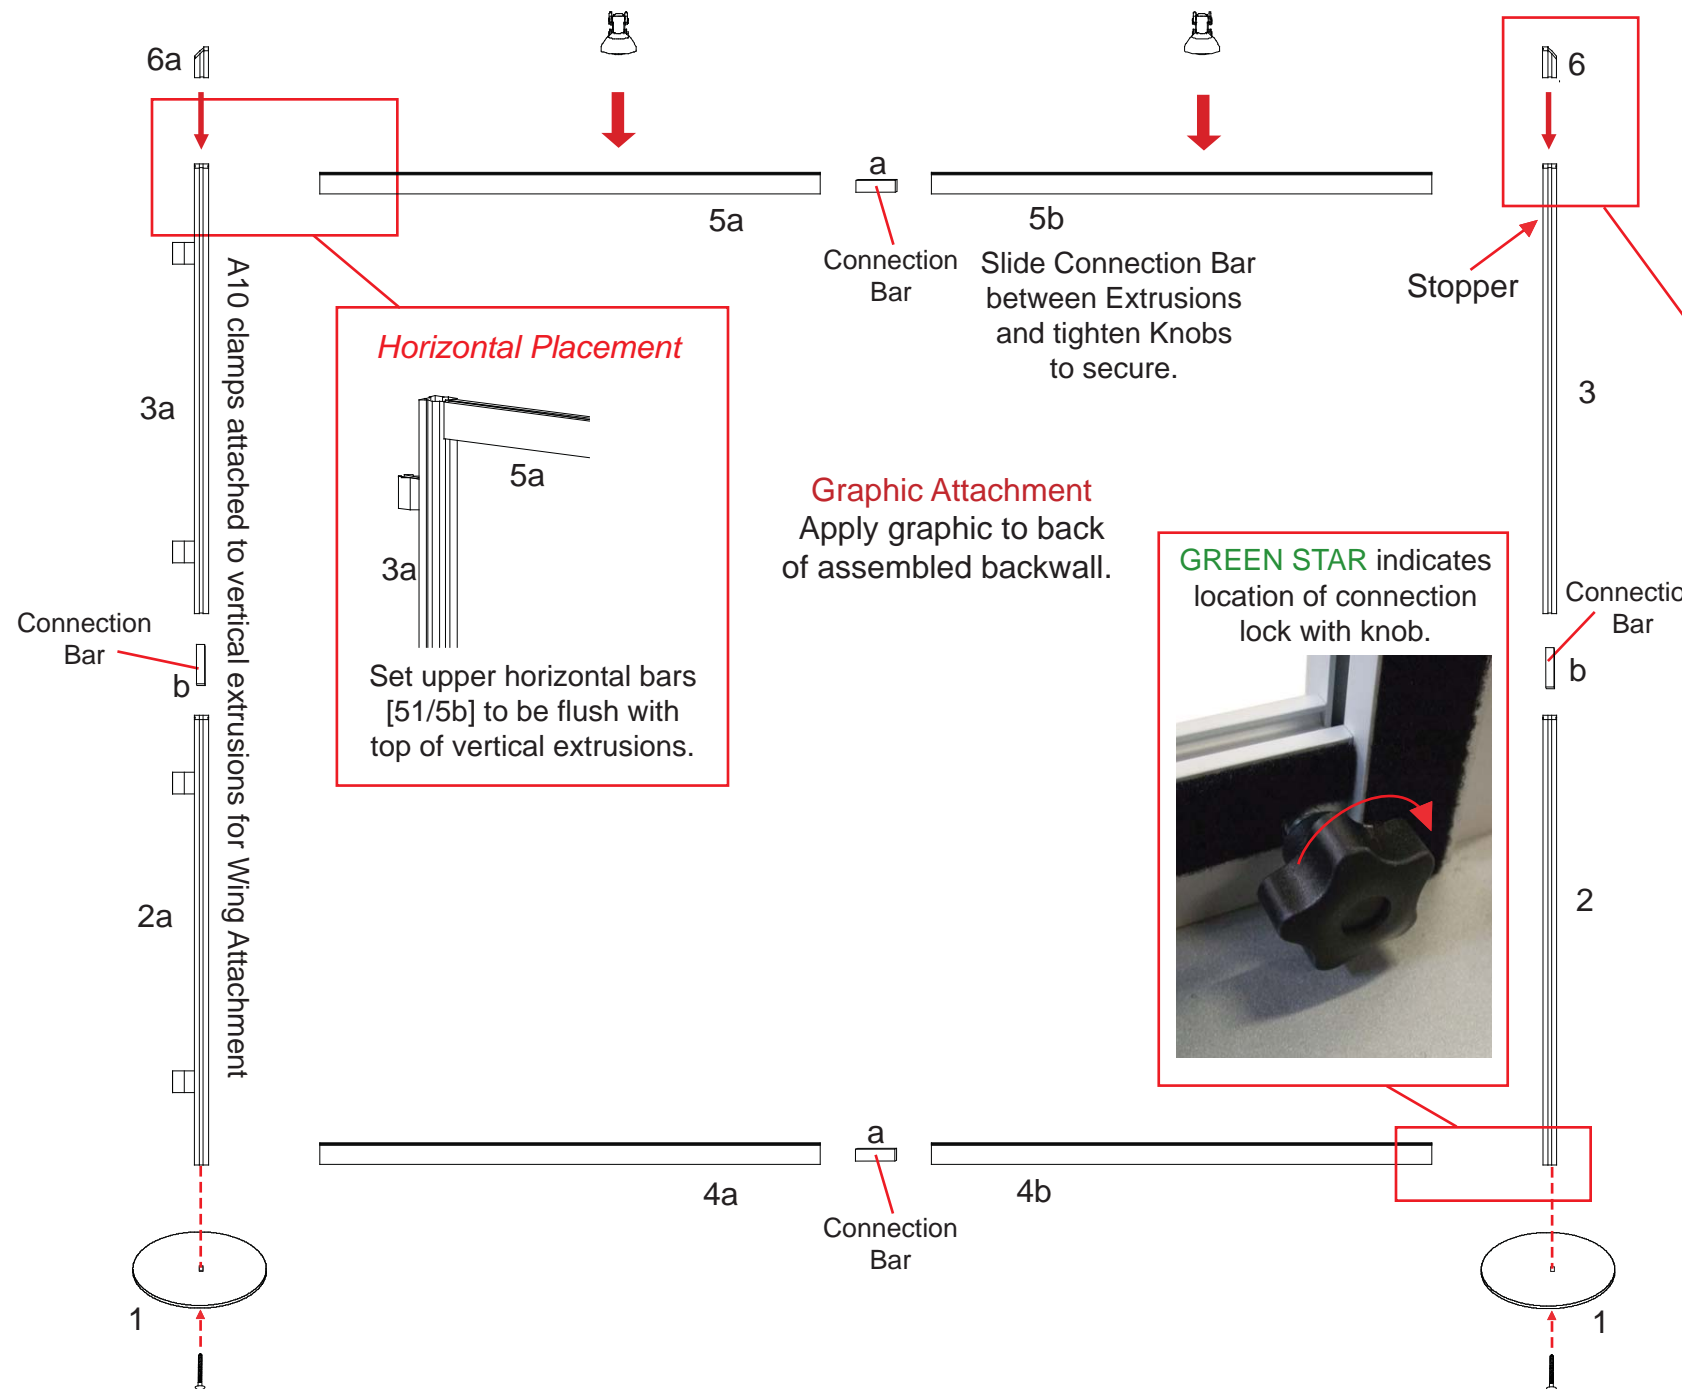 6a
6
a
5a
5b
Connection
Bar
Slide Connection Bar
between Extrusions
and tighten Knobs
to secure.
Stopper
A10 clamps attached to vertical extrusions for Wing Attachment
Horizontal Placement
5a
3a
Set upper horizontal bars
[51/5b] to be flush with
top of vertical extrusions.
3a
3
Graphic Attachment
Apply graphic to back
of assembled backwall.
GREEN STAR indicates
location of connection
lock with knob.
Connection
Bar
b
Connectio
Bar
b
2a
2
a
4a
4b
Connection
Bar
1
1